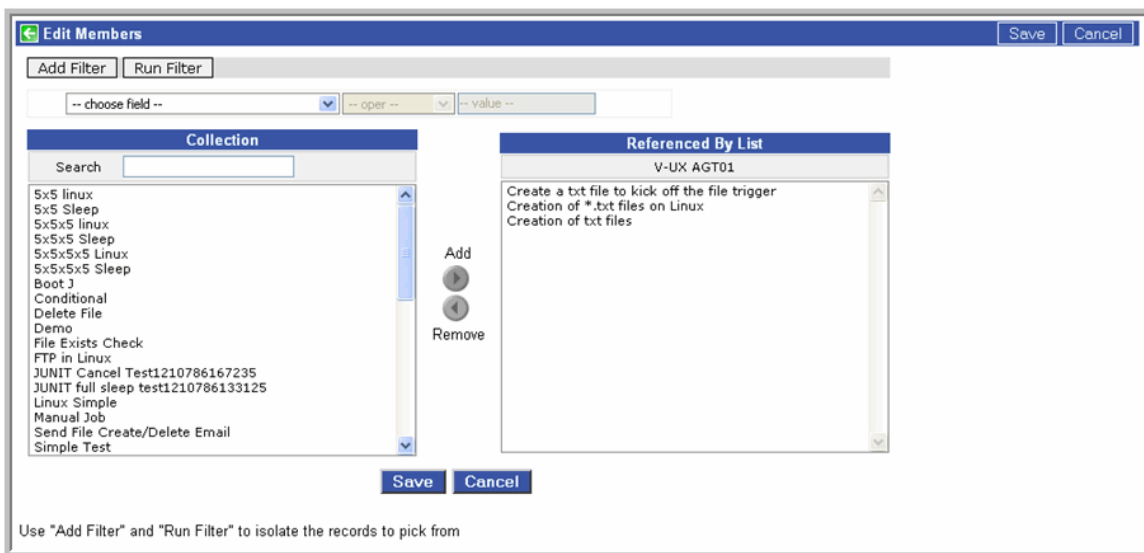 Edit Members
Save Cancel
Add Filter Run Filter
-- choose field -- -- oper -- -- value --
Collection
Search
5x5 linux
5x5 Sleep
5x5x5 linux
5x5x5 Sleep
5x5x5x5 Linux
5x5x5x5 Sleep
Boot J
Conditional
Delete File
Demo
File Exists Check
FTP in Linux
JUNIT Cancel Test1210786167235
JUNIT full sleep test1210786133125
Linux Simple
Manual Job
Send File Create/Delete Email
Simple Test
Add
Remove
Referenced By List
V-UX AGT01
Create a txt file to kick off the file trigger
Creation of *.txt files on Linux
Creation of txt files
Save Cancel
Use "Add Filter" and "Run Filter" to isolate the records to pick from